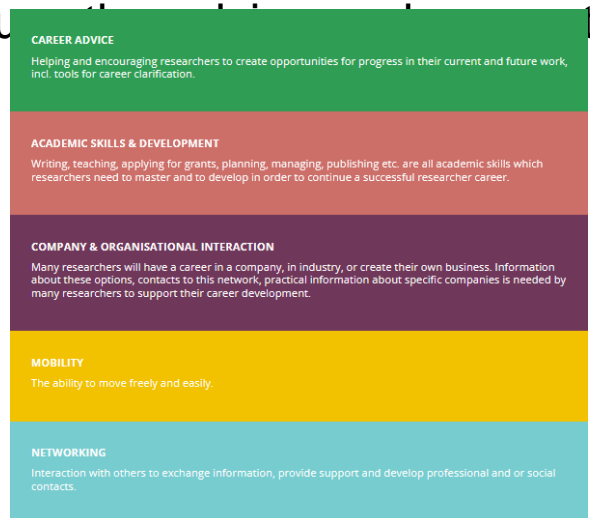 CAREER ADVICE
Helping and encouraging researchers to create opportunities for progress in their current and future work,
incl. tools for career clarification.
ACADEMIC SKILLS & DEVELOPMENT
Writing, teaching, applying for grants, planning, managing, publishing etc. are all academic skills which
researchers need to master and to develop in order to continue a successful researcher career.
COMPANY & ORGANISATIONAL INTERACTION
Many researchers will have a career in a company, in industry, or create their own business. Information
about these options, contacts to this network, practical information about specific companies is needed by
many researchers to support their career development.
MOBILITY
The ability to move freely and easily.
NETWORKING
Interaction with others to exchange information, provide support and develop professional and or social
contacts.